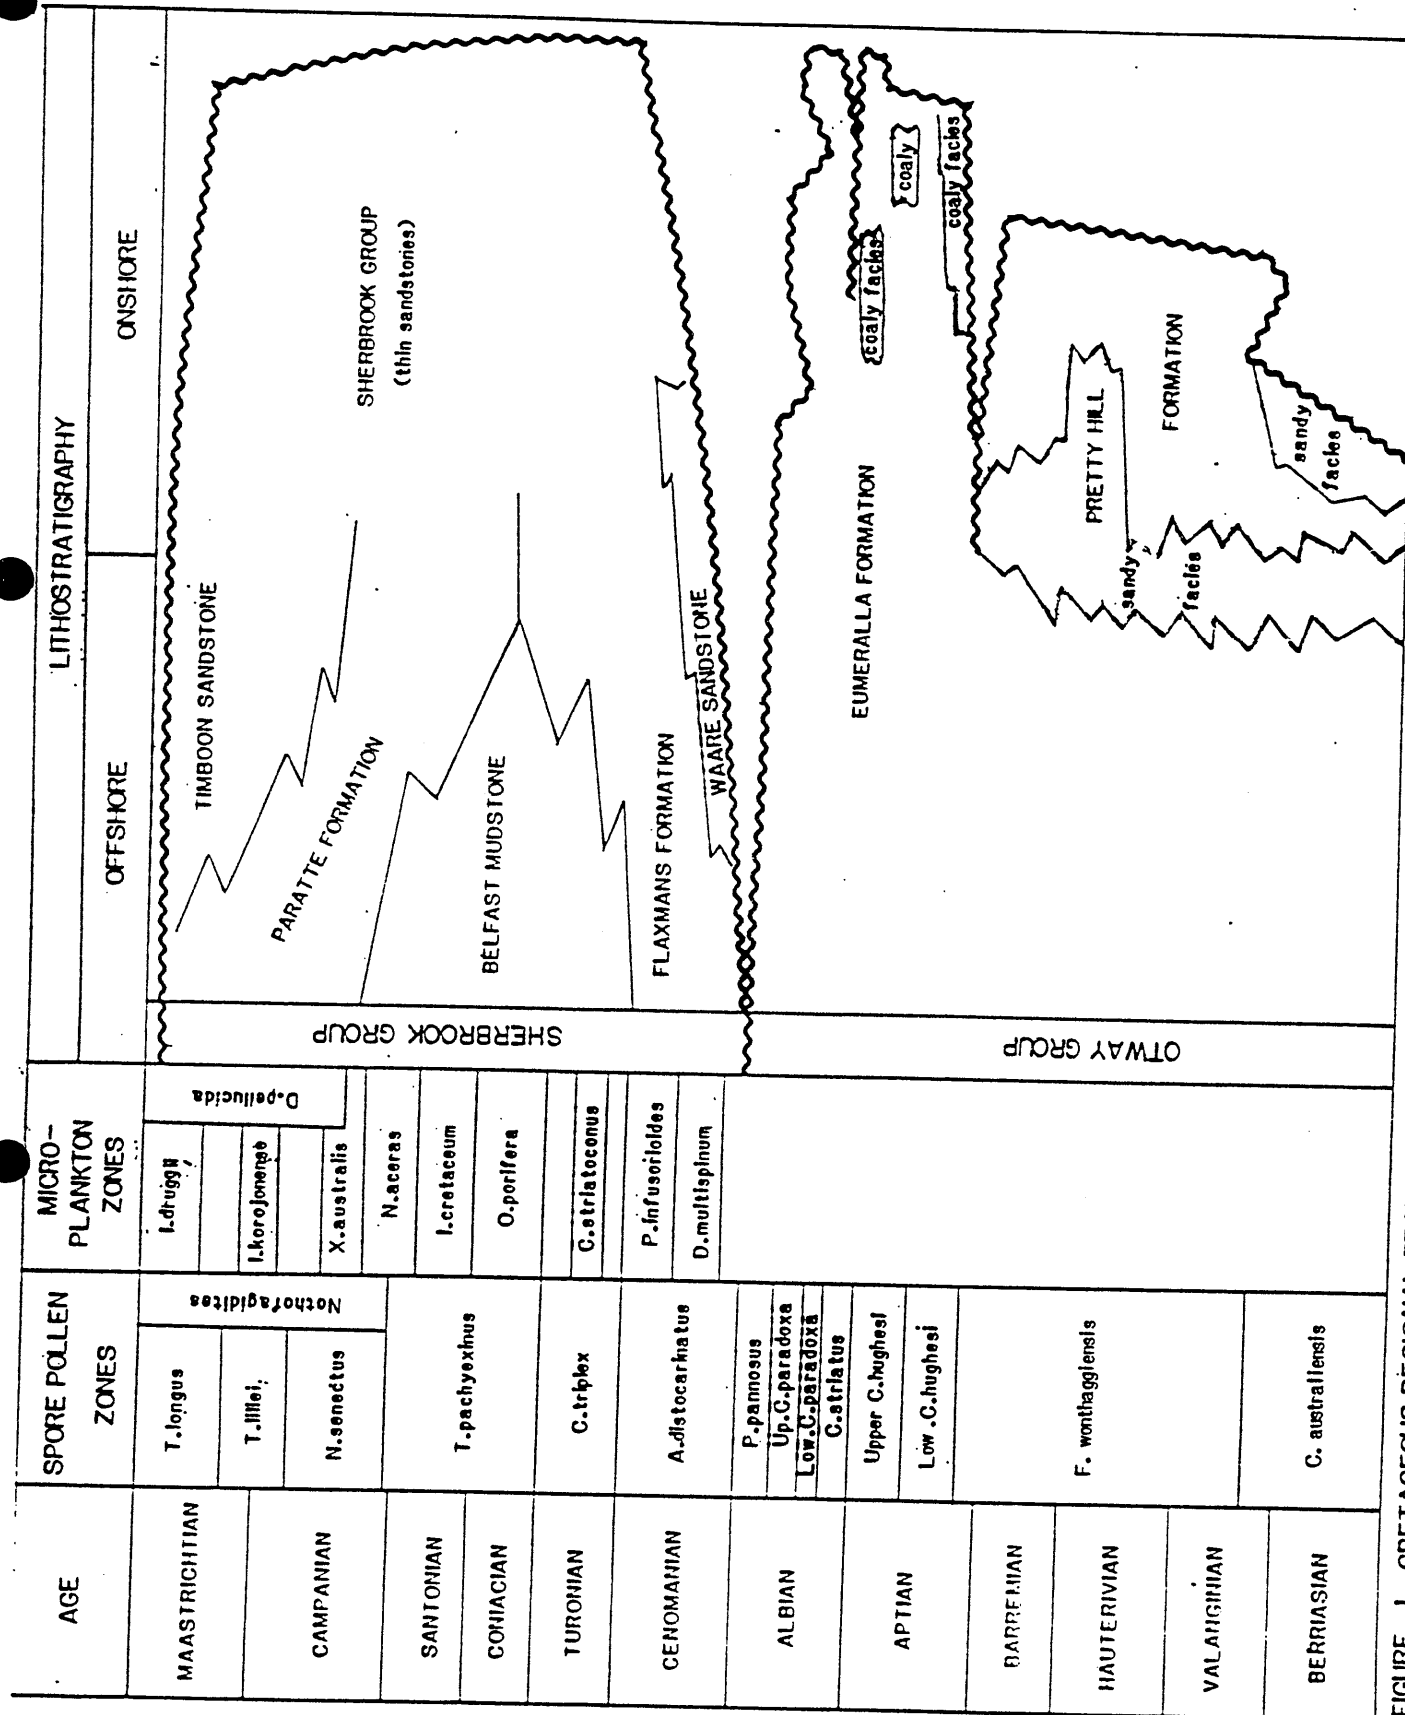 AGE
SPORE POLLEN
ZONES
MICRO-
PLANKTON
ZONES
LITHOSTRATIGRAPHY
OFFSHORE
ONSHORE
MAASTRICHTIAN
CAMPANIAN
SANTONIAN
CONIACIAN
TURONIAN
CENOMANIAN
ALBIAN
APTIAN
BARREMIAN
HAUTERIVIAN
VALANGINIAN
BERRIASIAN
T.longus
T.lillei
N.senectus
Nothofagidites
T.pachyexinus
C.triplex
A.distocarinatus
P.pannosus
Up.C.paradoxa
Low.C.paradoxa
C.striatus
Upper C.hughesi
Low.C.hughesi
F. wonthaggiensis
C. australiensis
I.druggii
I.korojonense
X.australis
D.pellucida
N.aceras
I.cretaceum
O.porifera
C.striatoconus
P.infusorioides
D.multispinum
SHERBROOK GROUP
OTWAY GROUP
TIMBOON SANDSTONE
PARATTE FORMATION
BELFAST MUDSTONE
FLAXMANS FORMATION
WAARE SANDSTONE
SHERBROOK GROUP
(thin sandstones)
EUMERALLA FORMATION
coaly facies
coaly
coaly facies
PRETTY HILL
FORMATION
sandy
facies
sandy
facies
FIGURE 1
CRETACEOUS REGIONAL